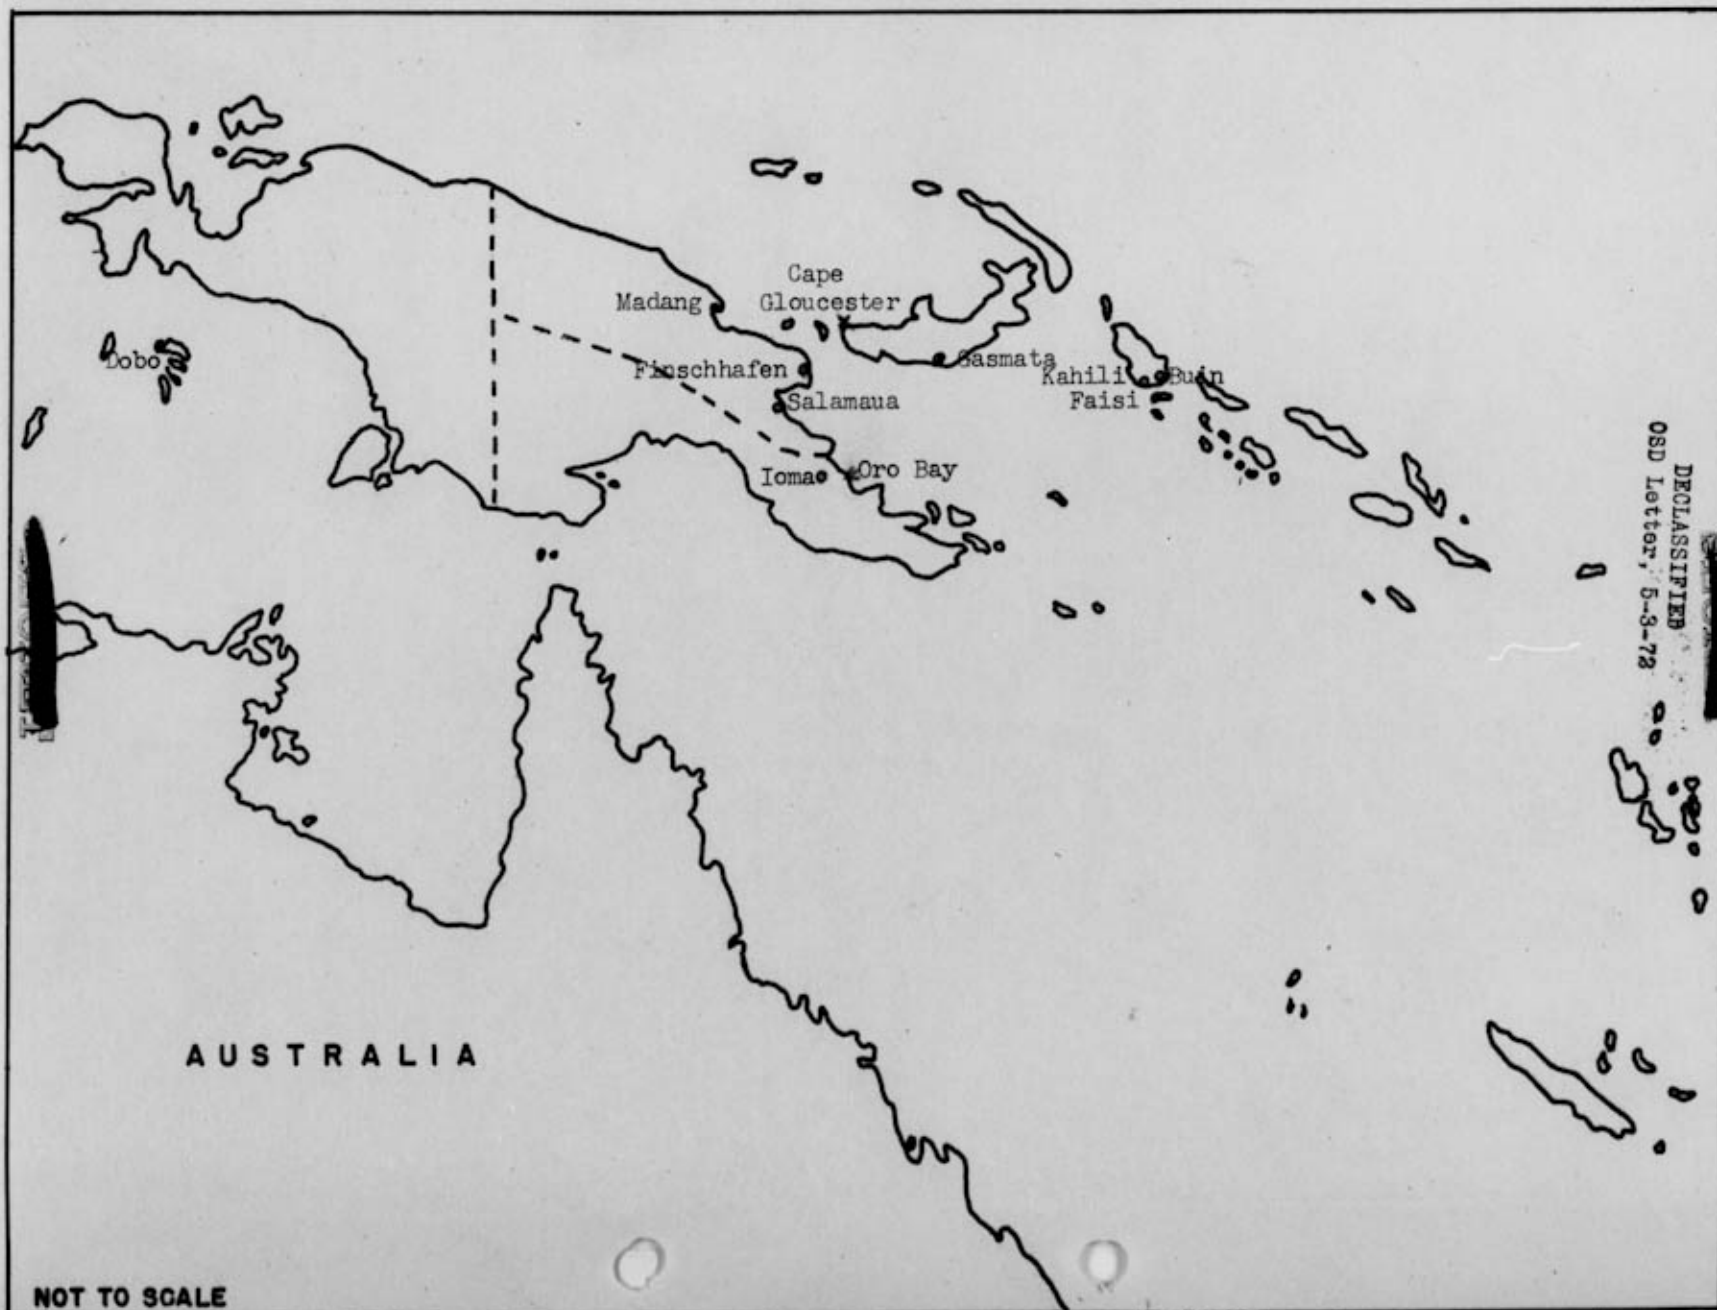 Cape
Gloucester
Madang
Dobo
Finschhafen
Gasmata
Kahili
Buin
Salamaua
Faisi
Ioma
Oro Bay
DECLASSIFIED
OSD Letter, 5-3-72
AUSTRALIA
NOT TO SCALE